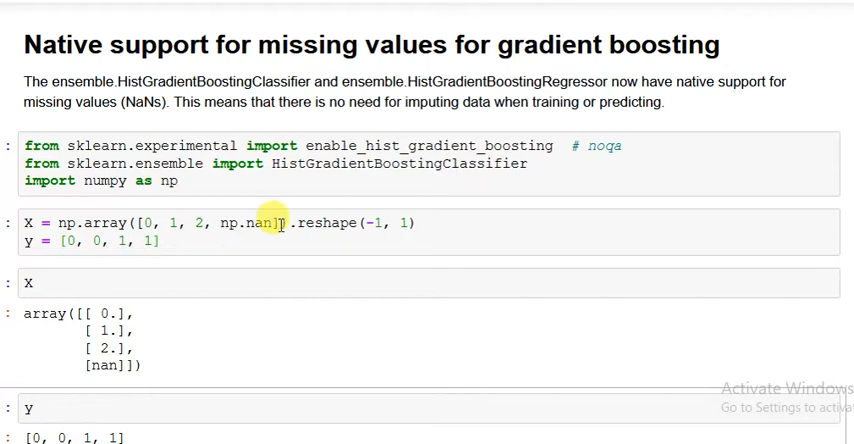 Native support for missing values for gradient boosting
The ensemble.HistGradientBoostingClassifier and ensemble.HistGradientBoostingRegressor now have native support for
missing values (NaNs). This means that there is no need for imputing data when training or predicting.
: from sklearn.experimental import enable_hist_gradient_boosting # noqa
from sklearn.ensemble import HistGradientBoostingClassifier
import numpy as np
: X = np.array([0, 1, 2, np.nan]).reshape(-1, 1)
y = [0, 0, 1, 1]
: X
: array([[ 0.],
[ 1.],
[ 2.],
[nan]])
Activate Windows
: y
Go to Settings to activa
: [0, 0, 1, 1]